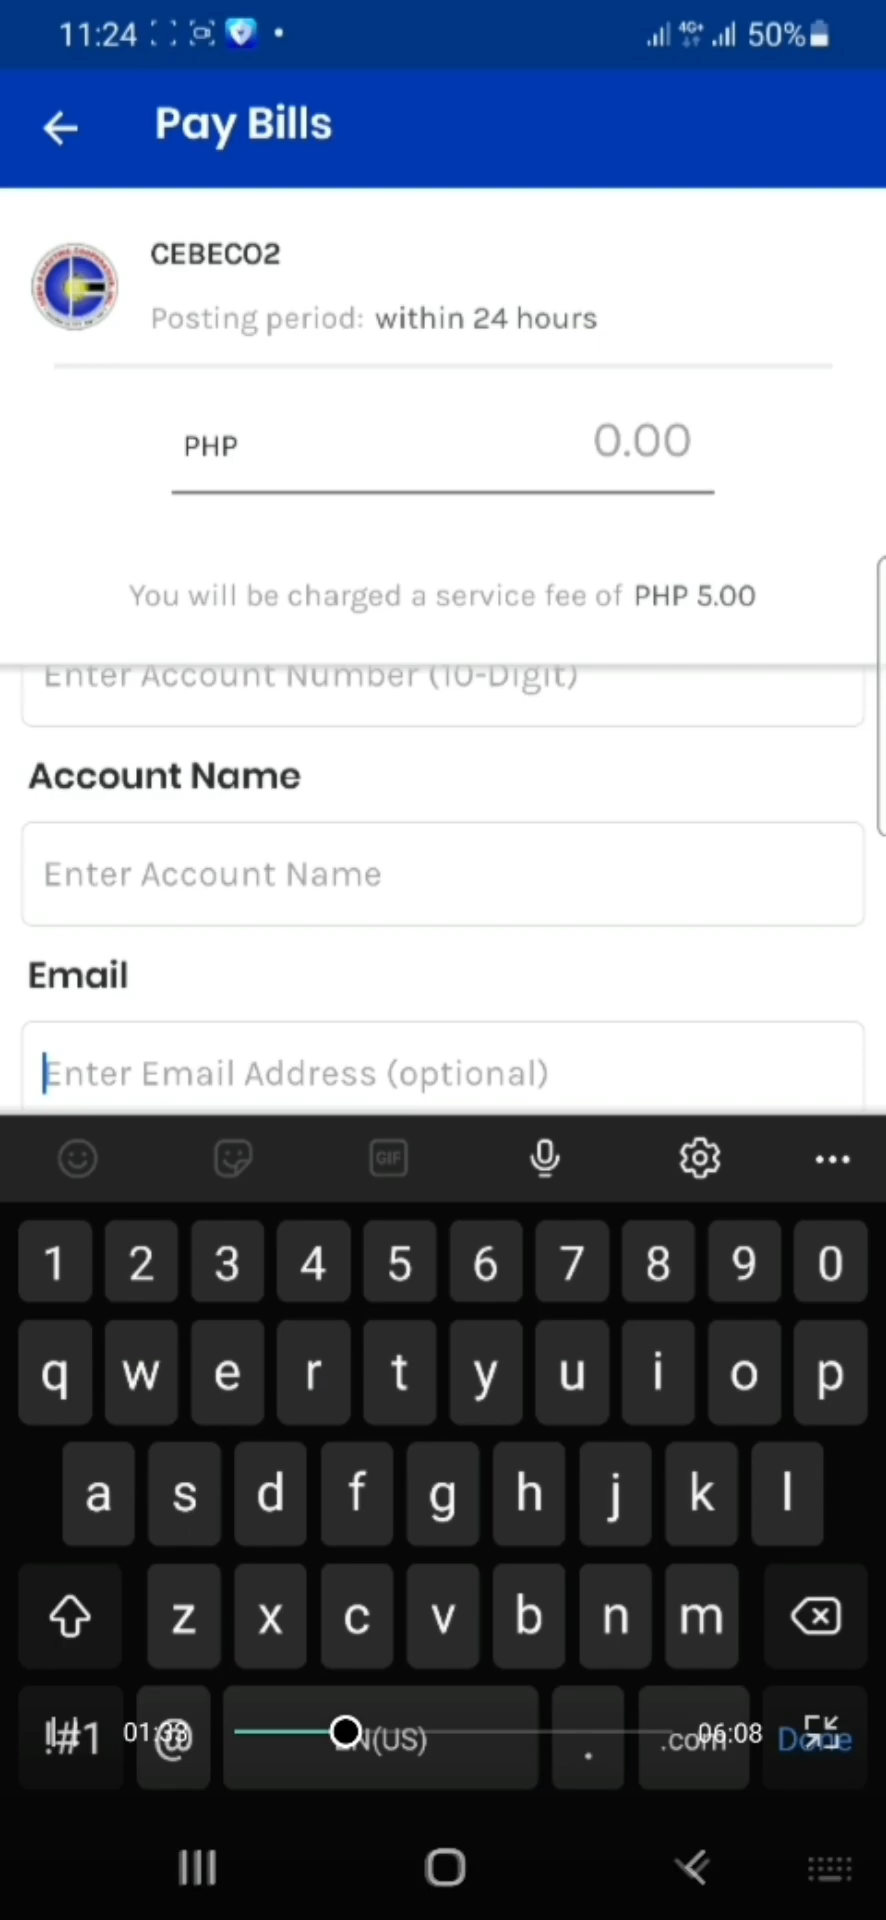 11:24 4G+ 50%
Pay Bills
CEBECO2
Posting period: within 24 hours
PHP 0.00
You will be charged a service fee of PHP 5.00
Enter Account Number (10-Digit)
Account Name
Enter Account Name
Email
Enter Email Address (optional)
GIF
1 2 3 4 5 6 7 8 9 0
q w e r t y u i o p
a s d f g h j k l
z x c v b n m
!#1 01:33 @ EN(US) . .com 06:08 Done